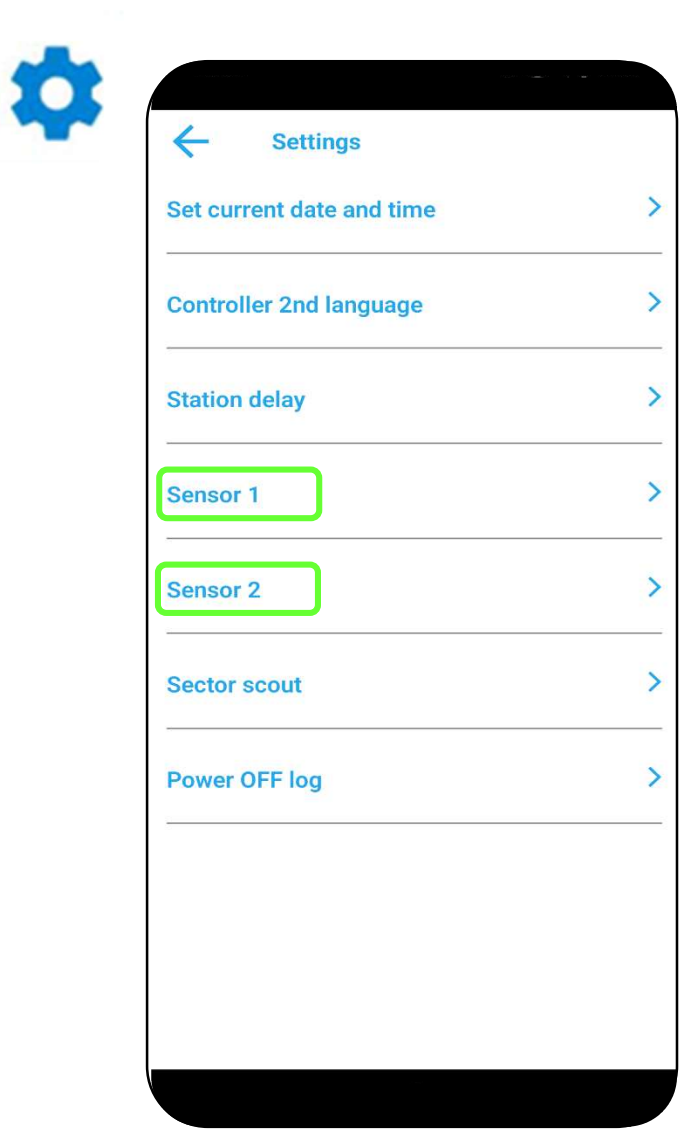 Settings
Set current date and time
Controller 2nd language
Station delay
Sensor 1
Sensor 2
Sector scout
Power OFF log